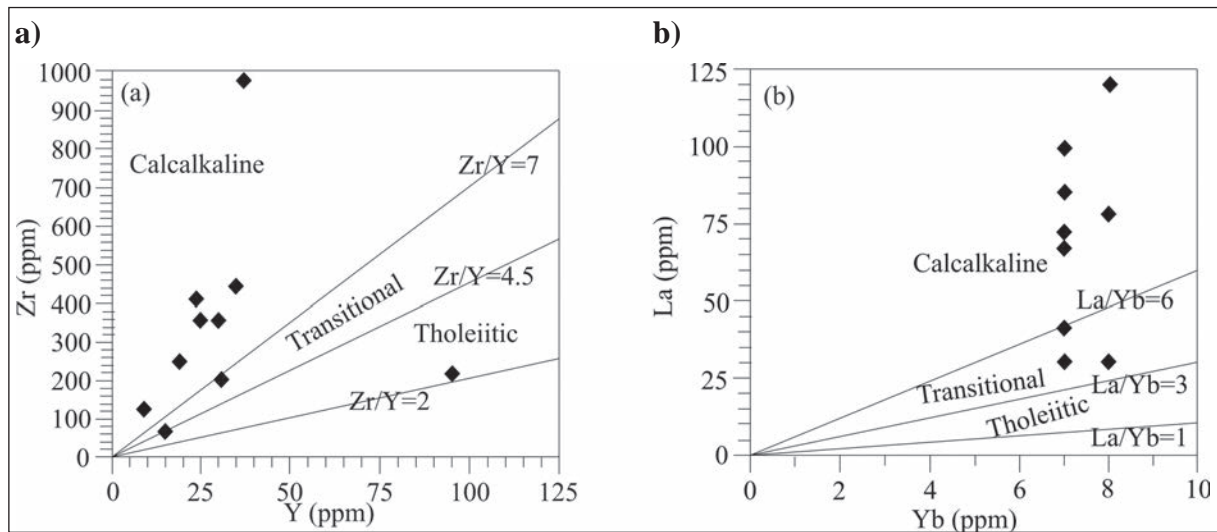 a)
(a)
1000
900
800
700
600
500
400
300
200
100
0
Zr (ppm)
Calcalkaline
Zr/Y=7
Zr/Y=4.5
Transitional
Tholeiitic
Zr/Y=2
0 25 50 75 100 125
Y (ppm)
b)
(b)
125
100
75
50
25
0
La (ppm)
Calcalkaline
La/Yb=6
Transitional
La/Yb=3
Tholeiitic
La/Yb=1
0 2 4 6 8 10
Yb (ppm)